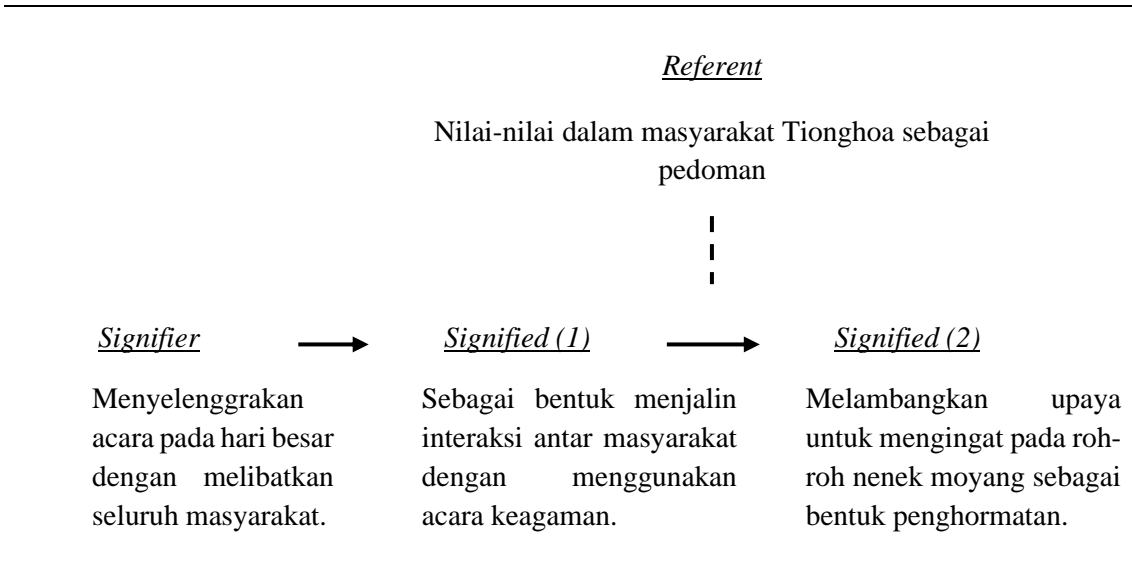 Referent
Nilai-nilai dalam masyarakat Tionghoa sebagai
pedoman
Signifier
Signified (1)
Signified (2)
Menyelenggrakan
acara pada hari besar
dengan melibatkan
seluruh masyarakat.
Sebagai bentuk menjalin
interaksi antar masyarakat
dengan menggunakan
acara keagaman.
Melambangkan upaya
untuk mengingat pada roh-
roh nenek moyang sebagai
bentuk penghormatan.